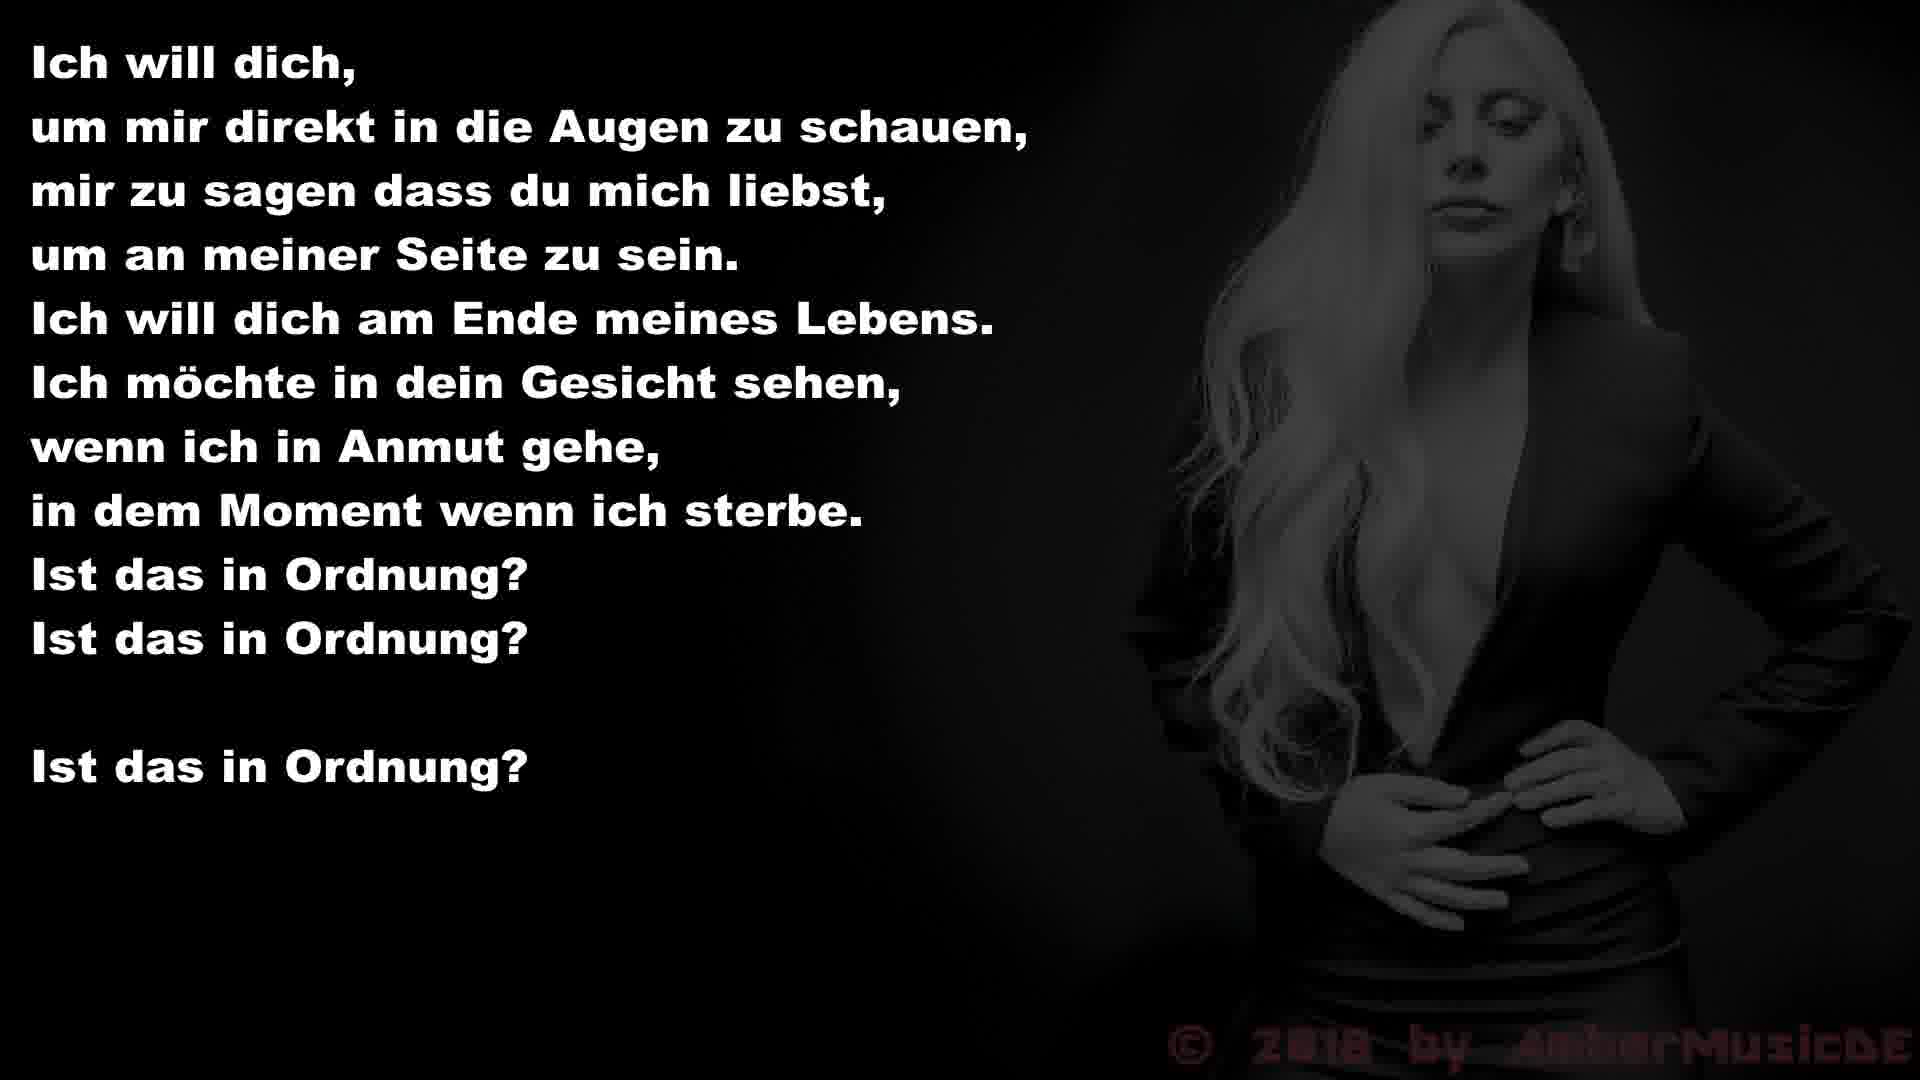 Ich will dich,
um mir direkt in die Augen zu schauen,
mir zu sagen dass du mich liebst,
um an meiner Seite zu sein.
Ich will dich am Ende meines Lebens.
Ich möchte in dein Gesicht sehen,
wenn ich in Anmut gehe,
in dem Moment wenn ich sterbe.
Ist das in Ordnung?
Ist das in Ordnung?
Ist das in Ordnung?
© 2018 by AmberMusicDE